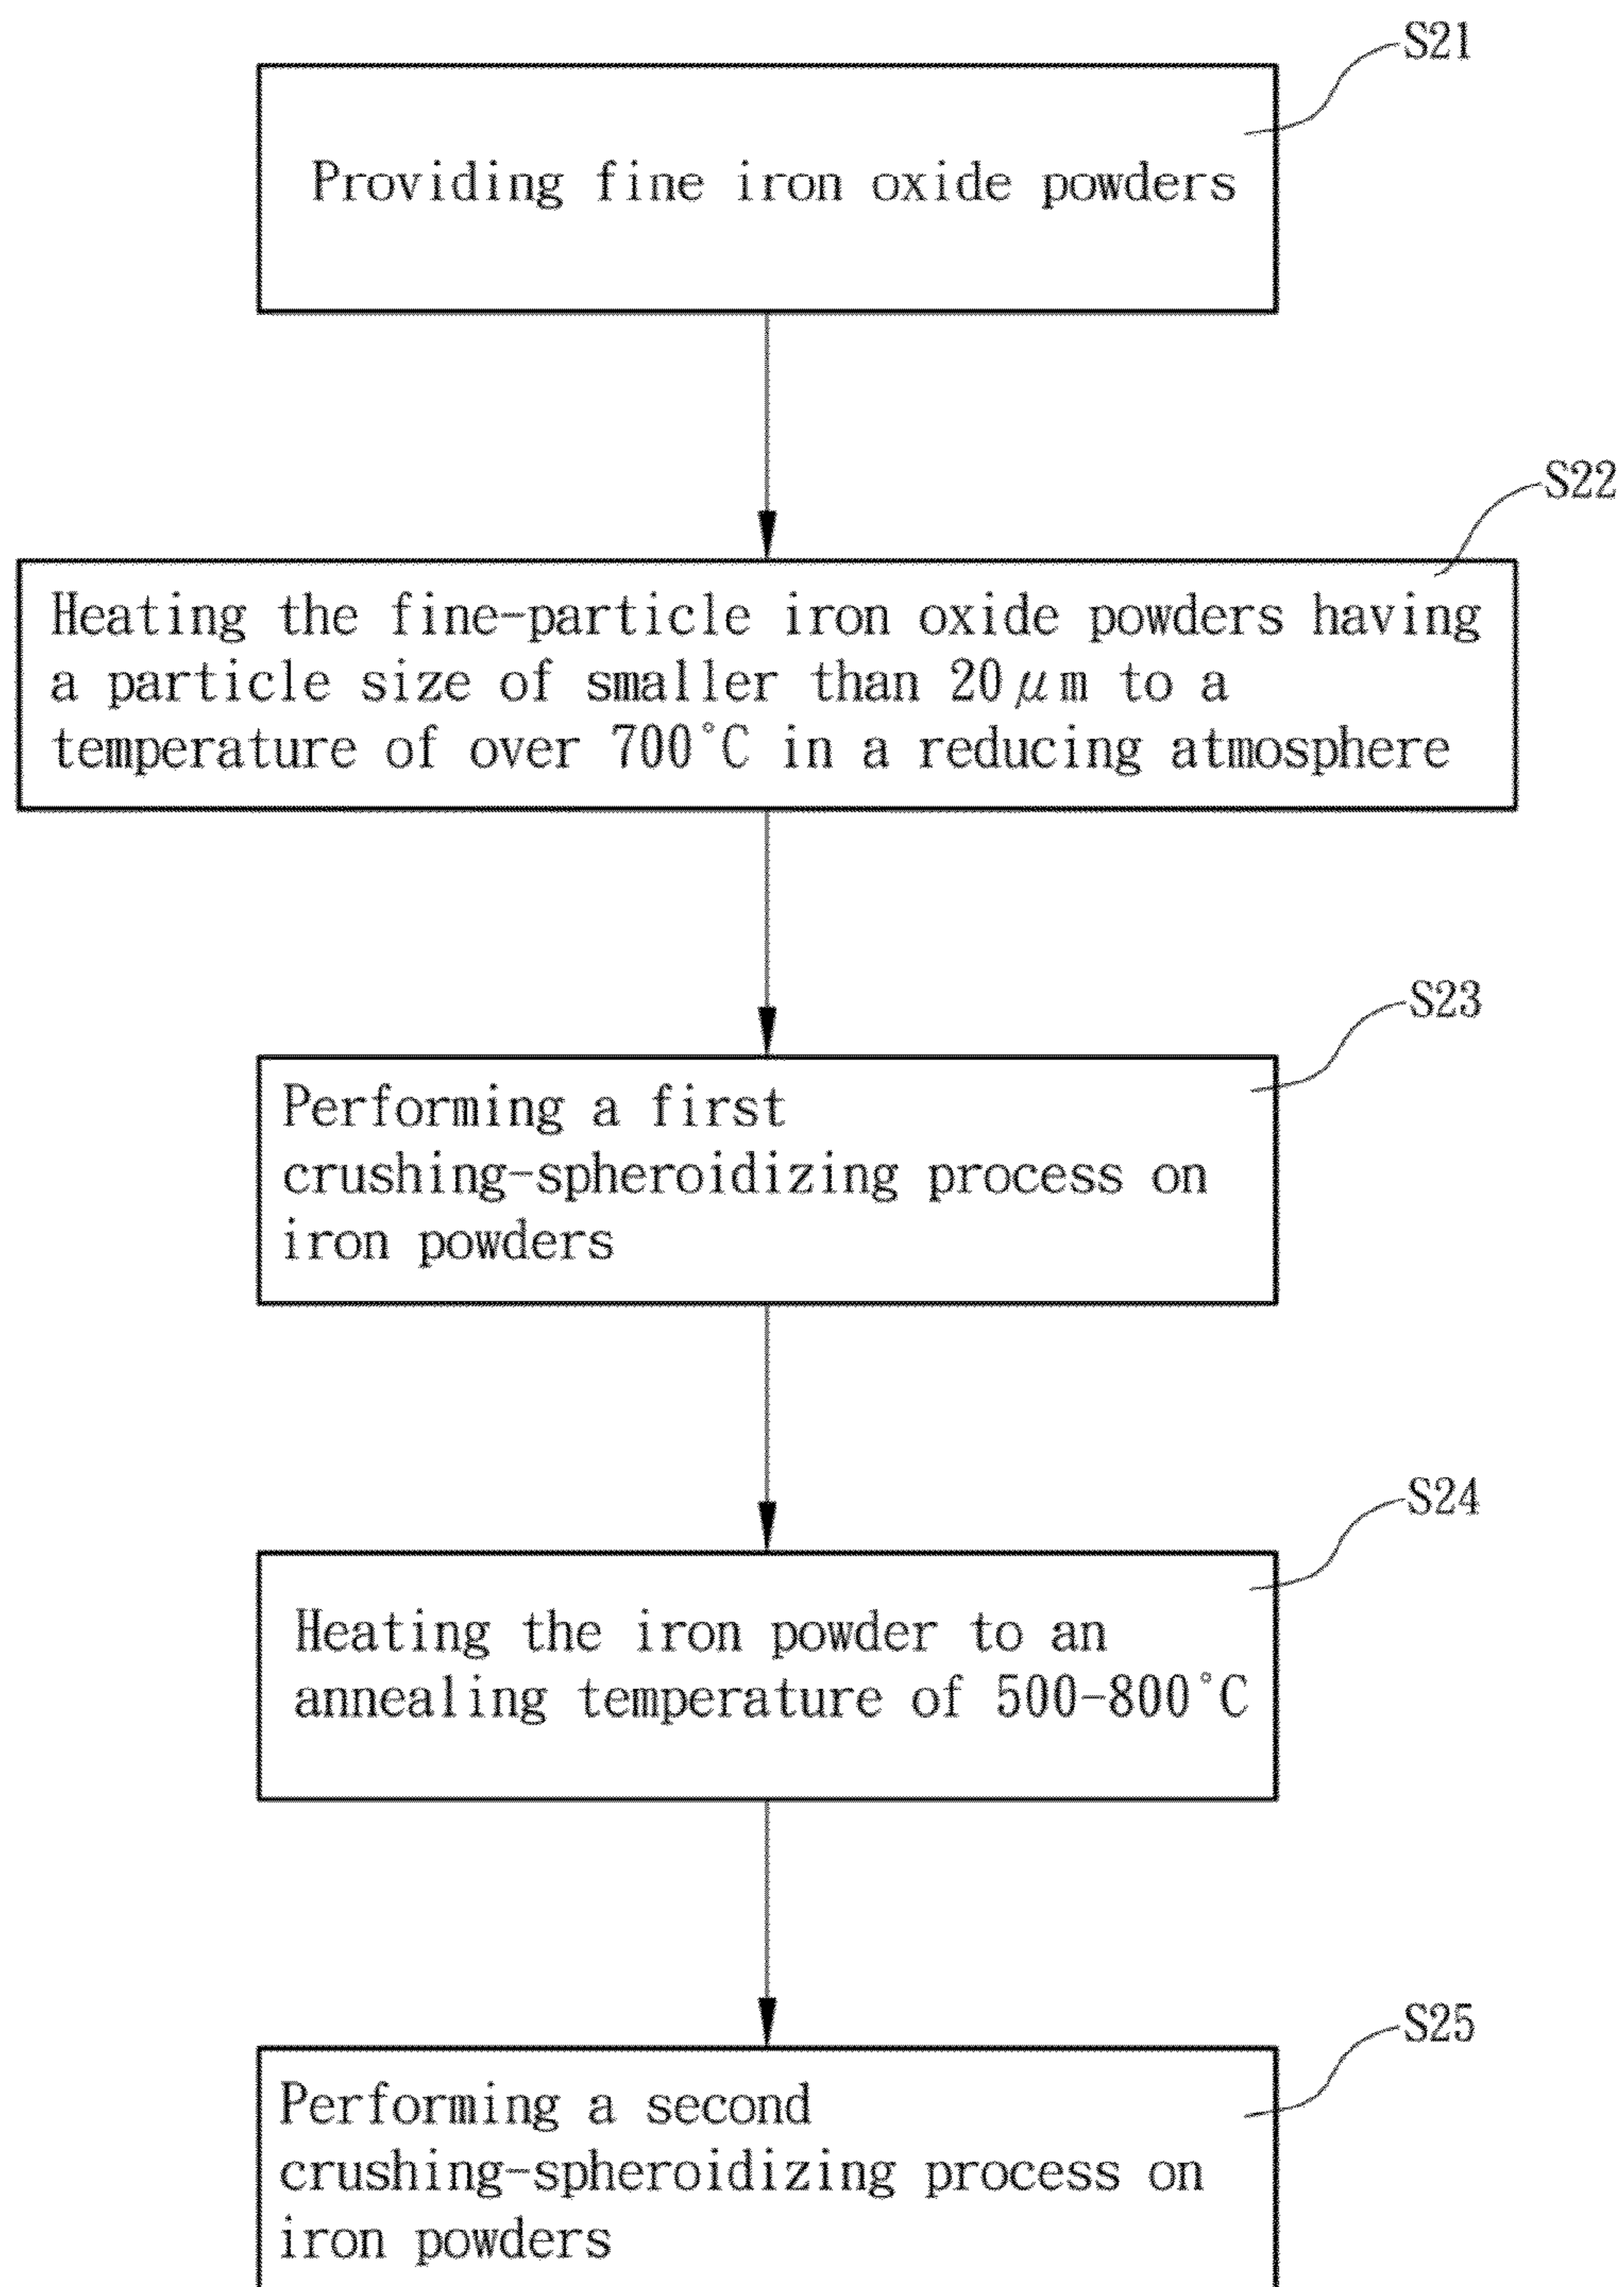 S21
Providing fine iron oxide powders
S22
Heating the fine-particle iron oxide powders having
a particle size of smaller than 20μm to a
temperature of over 700°C in a reducing atmosphere
S23
Performing a first
crushing-spheroidizing process on
iron powders
S24
Heating the iron powder to an
annealing temperature of 500-800°C
S25
Performing a second
crushing-spheroidizing process on
iron powders